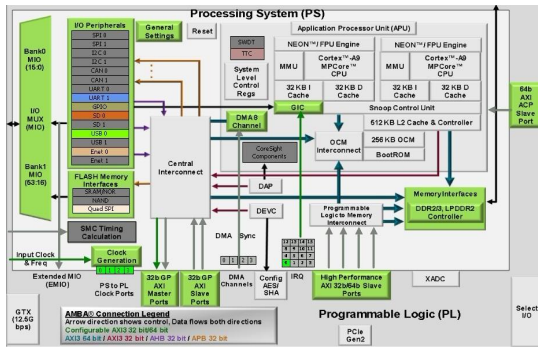 Processing System (PS)
I/O Peripherals
SPI 0
SPI 1
I2C 0
I2C 1
CAN 0
CAN 1
UART 0
UART 1
GPIO
SD 0
SD 1
USB 0
USB 1
Enet 0
Enet 1
FLASH Memory
Interfaces
SRAM/NOR
NAND
Quad SPI
SMC Timing
Calculation
Bank0
MIO
(15:0)
I/O
MUX (MIO)
Bank1
MIO
(53:16)
General
Settings
Reset
SWDT
TTC
System
Level
Control
Regs
Application Processor Unit (APU)
NEON™/ FPU Engine
MMU
Cortex™-A9
MPCore™
CPU
32 KB I
Cache
32 KB D
Cache
NEON™/ FPU Engine
MMU
Cortex™-A9
MPCore™
CPU
32 KB I
Cache
32 KB D
Cache
GIC
Snoop Control Unit
DMA8
Channel
512 KB L2 Cache & Controller
OCM
Interconnect
256 KB OCM
BootROM
64b
AXI
ACP
Slave
Port
CoreSight
Components
Central
Interconnect
DAP
DEVC
Programmable
Logic to Memory
Interconnect
Memory Interfaces
DDR2/3, LPDDR2
Controller
Input Clock
& Freq
Clock
Generation
0 1 2 3
DMA Sync
0 1 2 3
Extended MIO
(EMIO)
PS to PL
Clock Ports
32b GP
AXI
Master
Ports
32b GP
AXI
Slave
Ports
DMA
Channels
Config
AES/
SHA
IRQ
High Performance
AXI 32b/64b Slave
Ports
XADC
GTX
(12.5G
bps)
AMBA® Connection Legend
Arrow direction shows control, Data flows both directions
Configurable AXI3 32 bit/64 bit
AXI3 64 bit / AXI3 32 bit / AHB 32 bit / APB 32 bit
Programmable Logic (PL)
PCIe
Gen2
Select
I/O